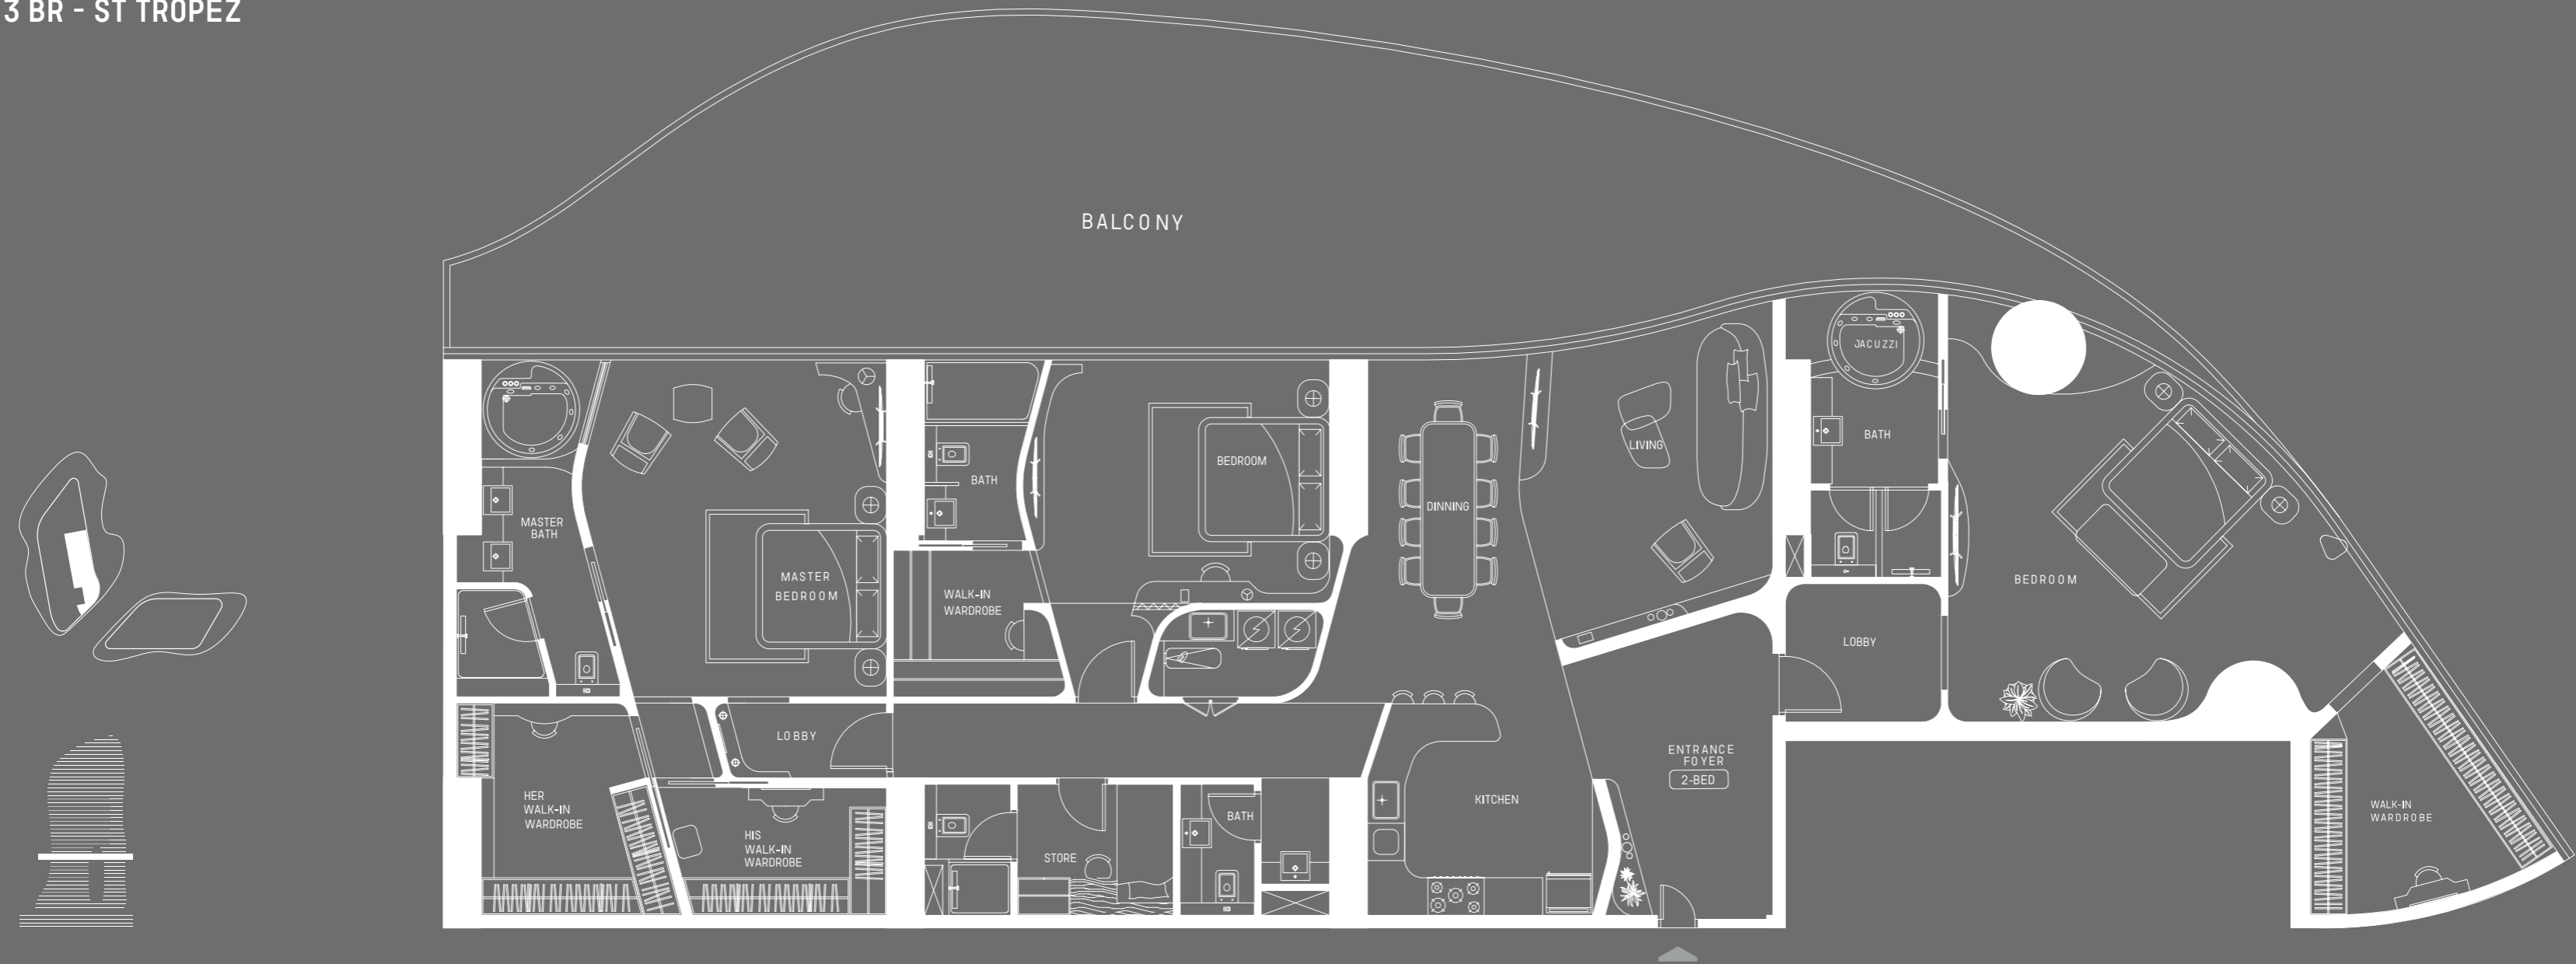 3 BR - ST TROPEZ
BALCONY
JACUZZI
BATH
LIVING
BEDROOM
BATH
DINNING
MASTER
BATH
MASTER
BEDROOM
WALK-IN
WARDROBE
BEDROOM
LOBBY
LOBBY
ENTRANCE
FOYER
2-BED
HER
WALK-IN
WARDROBE
HIS
WALK-IN
WARDROBE
STORE
BATH
KITCHEN
WALK-IN
WARDROBE